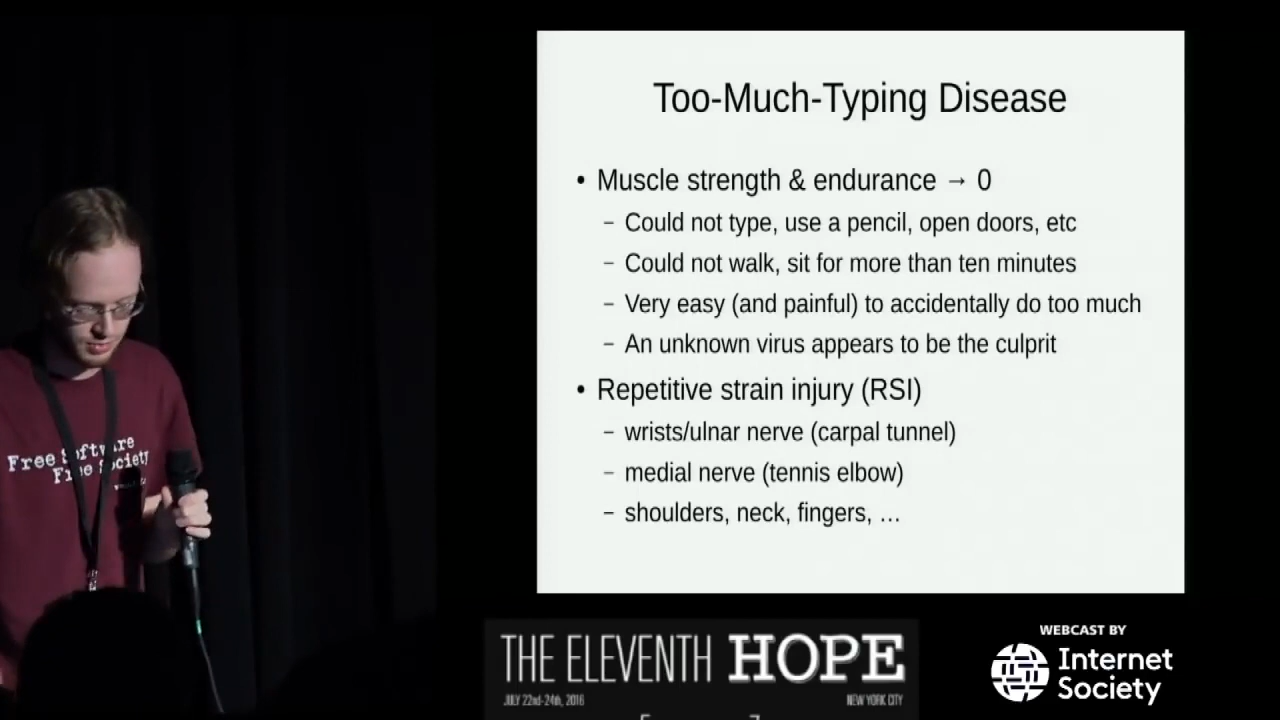 Too-Much-Typing Disease
• Muscle strength & endurance → 0
– Could not type, use a pencil, open doors, etc
– Could not walk, sit for more than ten minutes
– Very easy (and painful) to accidentally do too much
– An unknown virus appears to be the culprit
• Repetitive strain injury (RSI)
– wrists/ulnar nerve (carpal tunnel)
– medial nerve (tennis elbow)
– shoulders, neck, fingers, …
Free Software
Free Society
THE ELEVENTH HOPE
JULY 22nd-24th, 2016
NEW YORK CITY
WEBCAST BY
Internet
Society